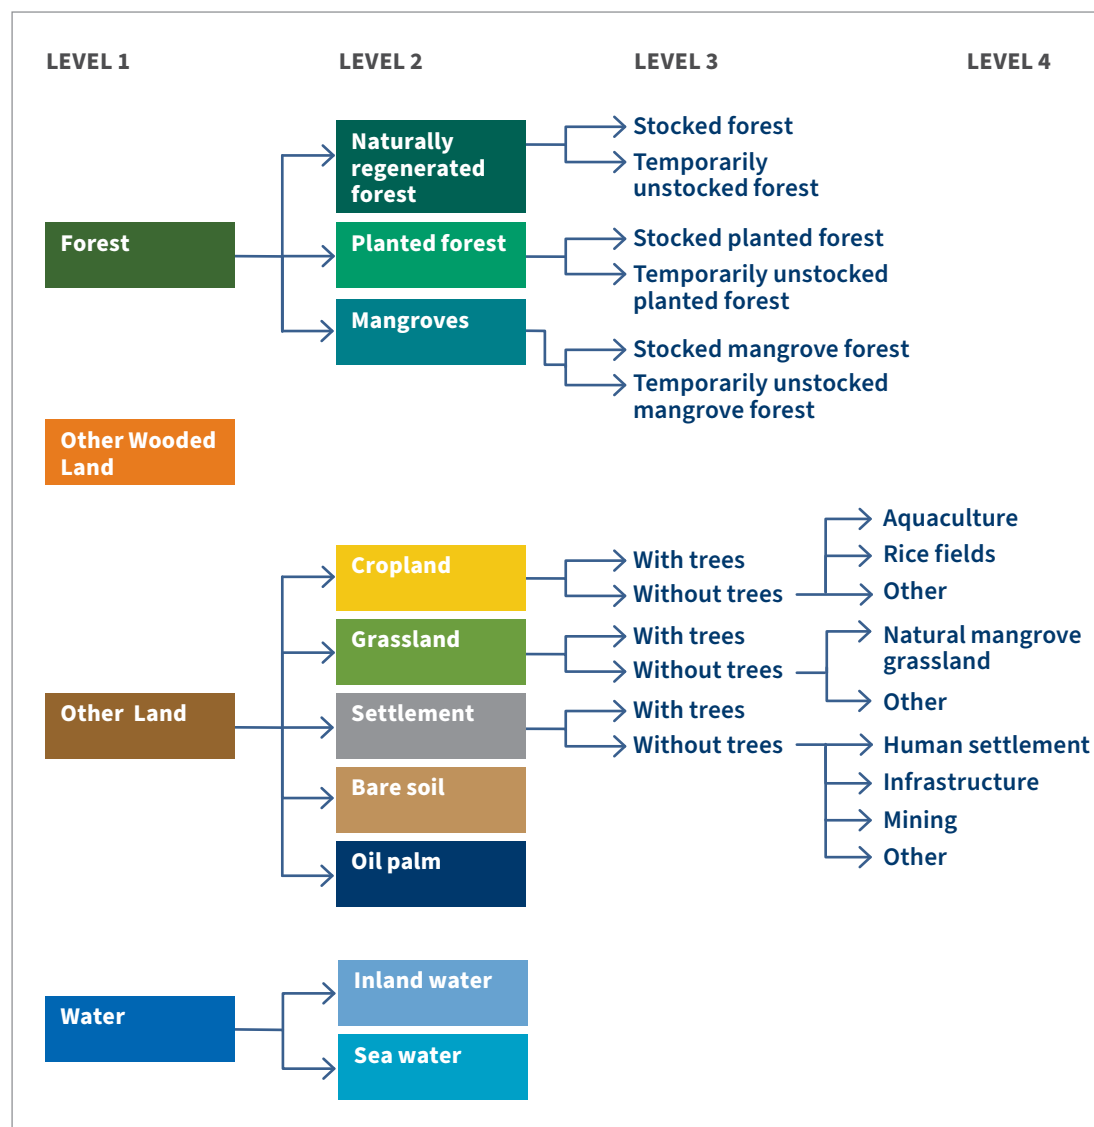 LEVEL 1
LEVEL 2
LEVEL 3
LEVEL 4
Forest
Naturally
regenerated
forest
Stocked forest
Temporarily
unstocked forest
Planted forest
Stocked planted forest
Temporarily unstocked
planted forest
Mangroves
Stocked mangrove forest
Temporarily unstocked
mangrove forest
Other Wooded
Land
Other Land
Cropland
With trees
Without trees
Aquaculture
Rice fields
Other
Grassland
With trees
Without trees
Natural mangrove
grassland
Other
Settlement
With trees
Without trees
Human settlement
Infrastructure
Mining
Other
Bare soil
Oil palm
Water
Inland water
Sea water